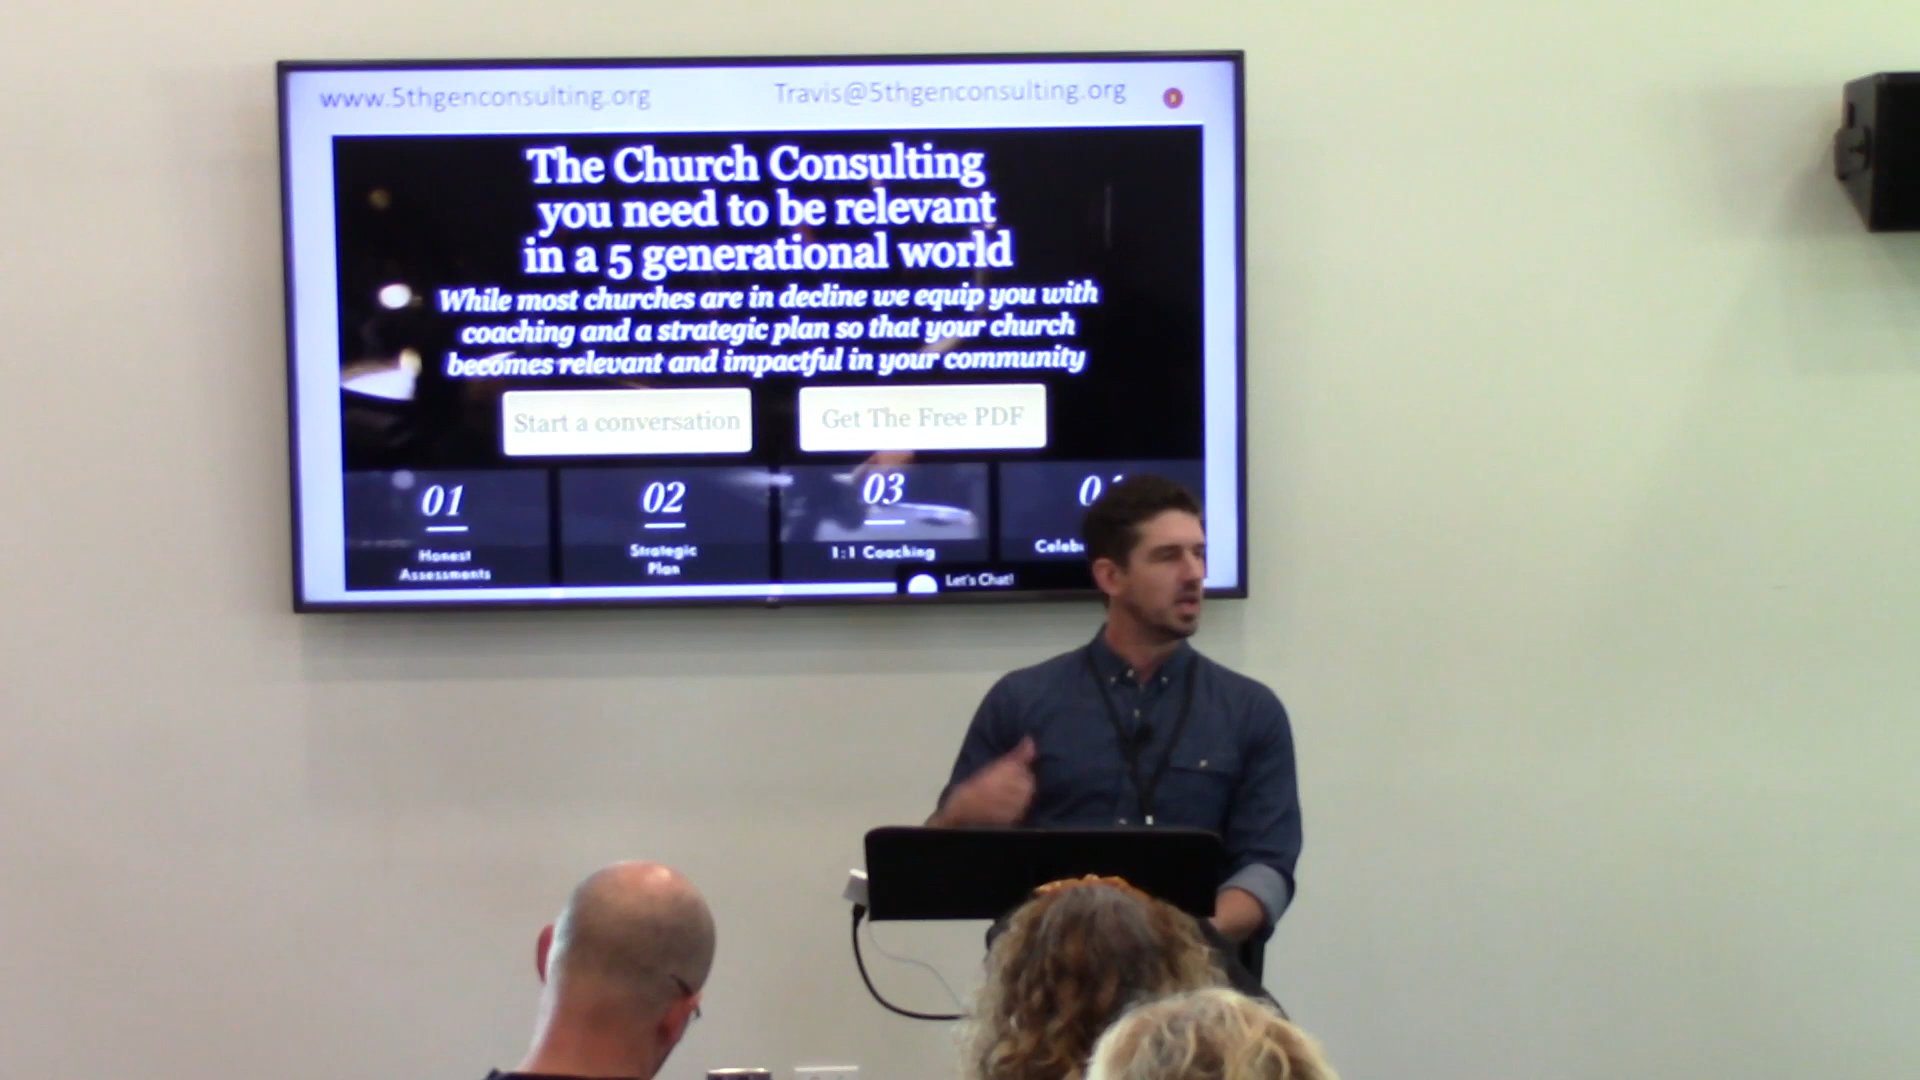 www.5thgenconsulting.org
Travis@5thgenconsulting.org
The Church Consulting
you need to be relevant
in a 5 generational world
While most churches are in decline we equip you with
coaching and a strategic plan so that your church
becomes relevant and impactful in your community
Start a conversation
Get The Free PDF
01
Honest
Assessments
02
Strategic
Plan
03
1:1 Coaching
Let's Chat!